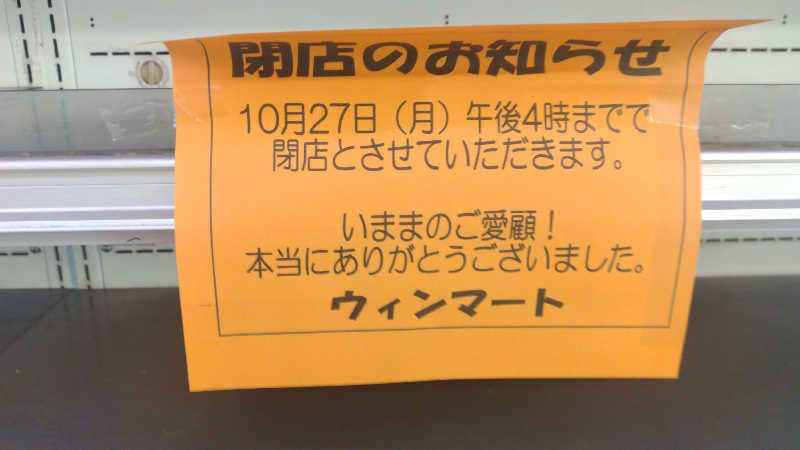 閉店のお知らせ
10月27日（月）午後4時までで
閉店とさせていただきます。
いままのご愛顧！
本当にありがとうございました。
ウィンマート